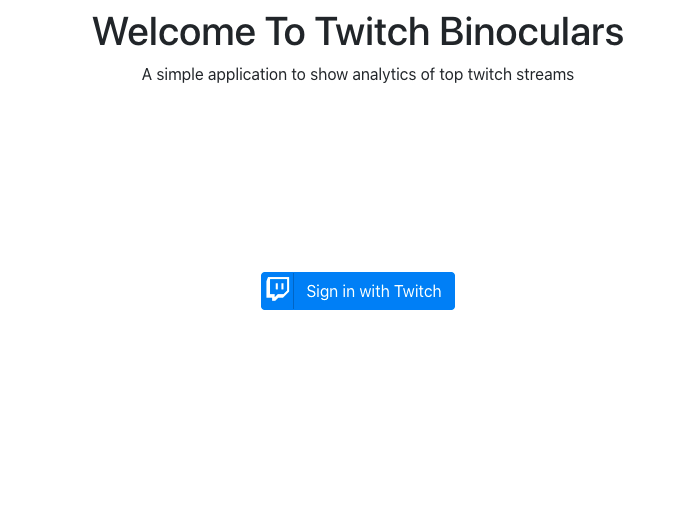 Welcome To Twitch Binoculars
A simple application to show analytics of top twitch streams
Sign in with Twitch